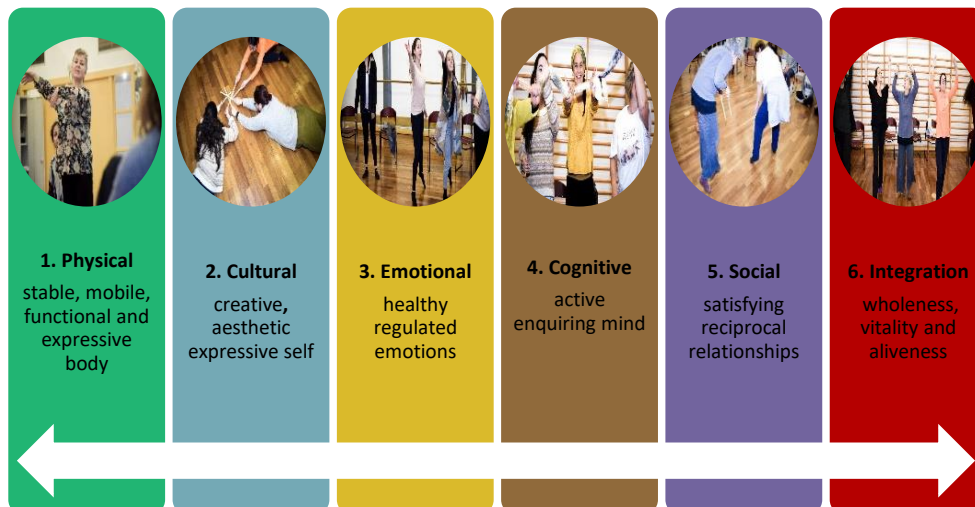 1. Physical
stable, mobile,
functional and
expressive
body
2. Cultural
creative,
aesthetic
expressive self
3. Emotional
healthy
regulated
emotions
4. Cognitive
active
enquiring mind
5. Social
satisfying
reciprocal
relationships
6. Integration
wholeness,
vitality and
aliveness